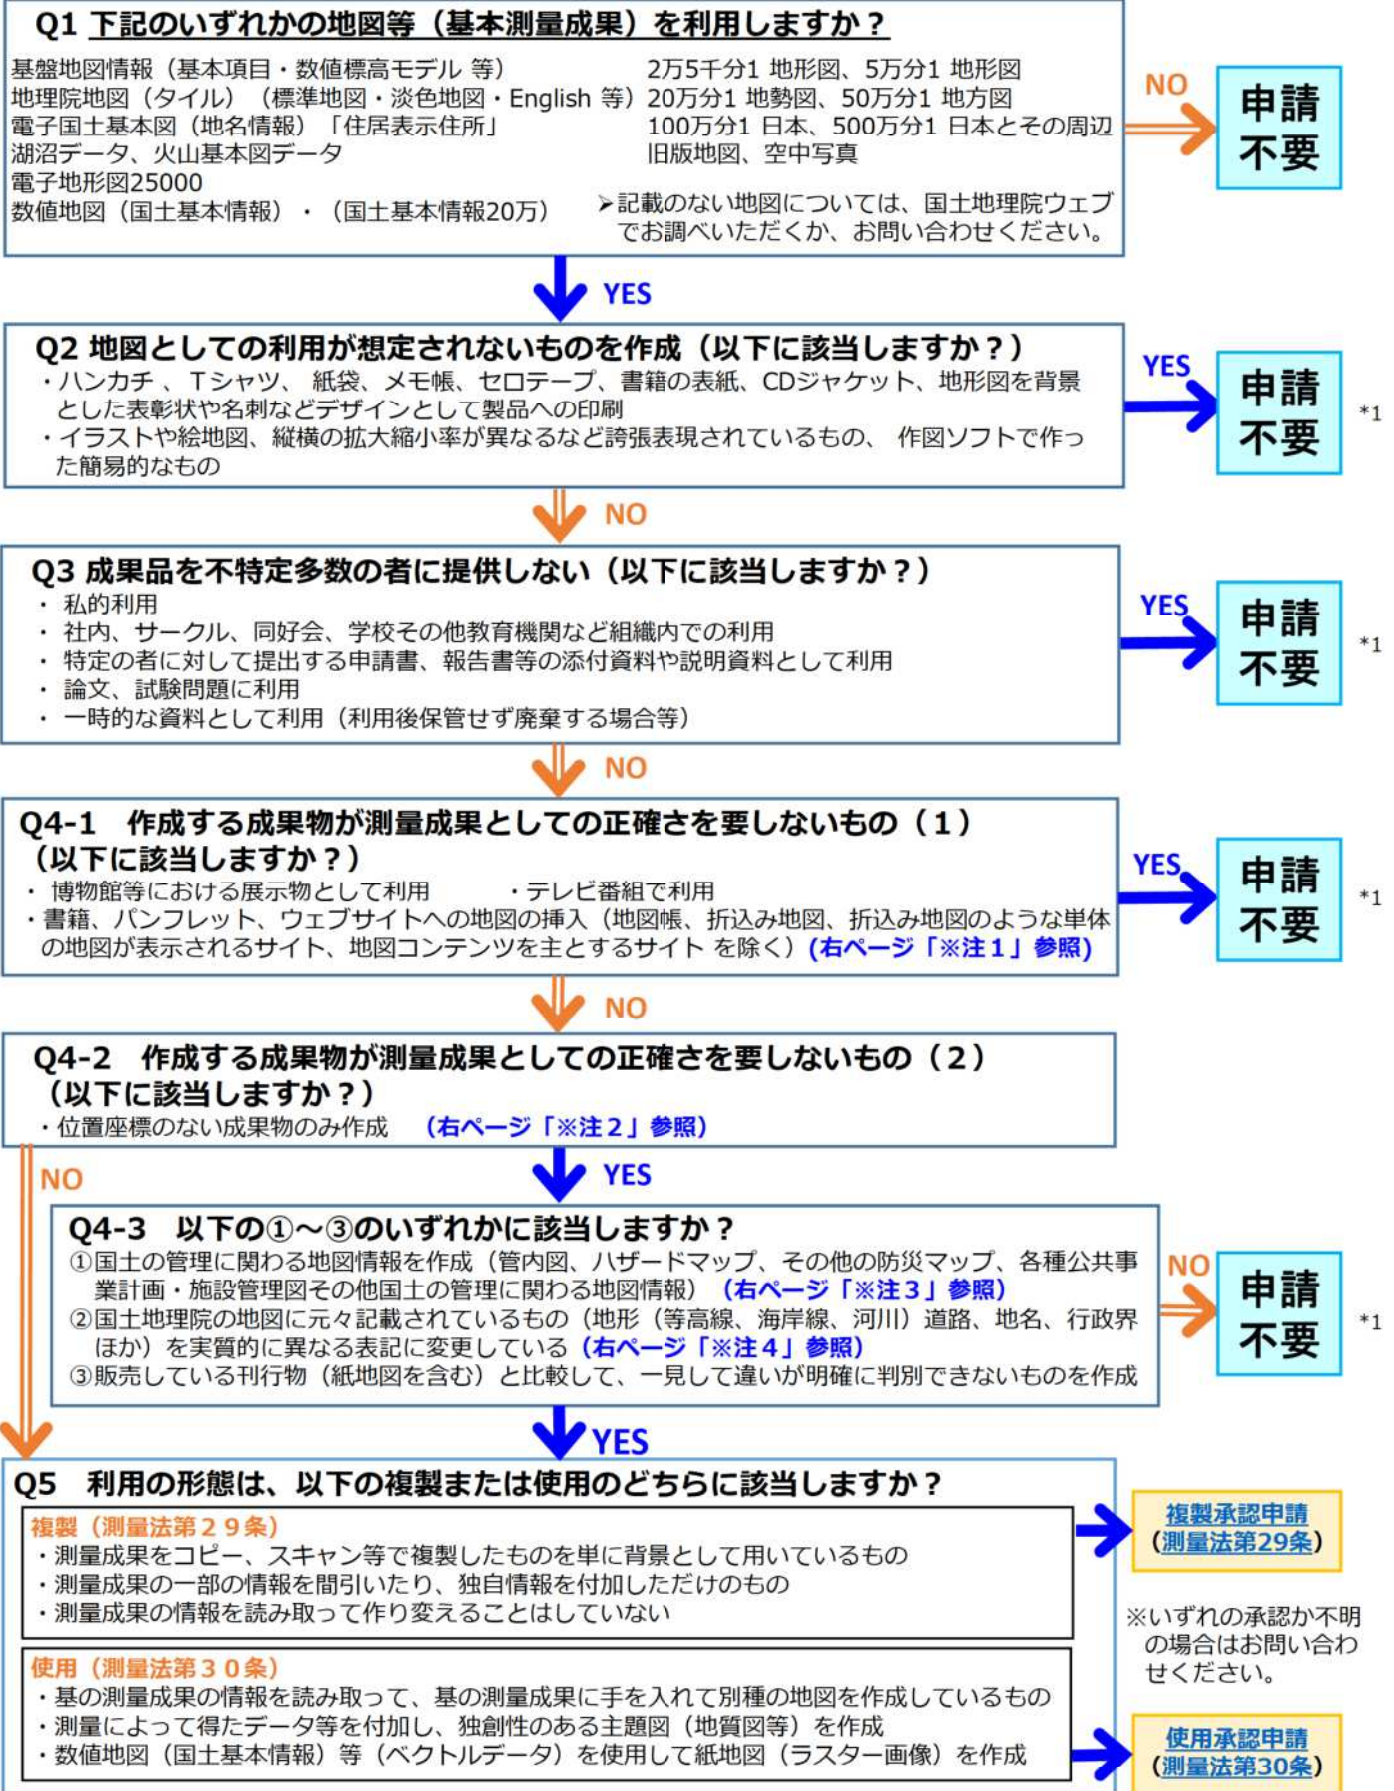 Q1 下記のいずれかの地図等（基本測量成果）を利用しますか？
基盤地図情報（基本項目・数値標高モデル 等）
地理院地図（タイル）（標準地図・淡色地図・English 等）
電子国土基本図（地名情報）「住居表示住所」
湖沼データ、火山基本図データ
電子地形図25000
数値地図（国土基本情報）・（国土基本情報20万）
2万5千分1 地形図、5万分1 地形図
20万分1 地勢図、50万分1 地方図
100万分1 日本、500万分1 日本とその周辺
旧版地図、空中写真
➢記載のない地図については、国土地理院ウェブ
でお調べいただくか、お問い合わせください。
NO
申請
不要
YES
Q2 地図としての利用が想定されないものを作成（以下に該当しますか？）
・ハンカチ 、Ｔシャツ、 紙袋、メモ帳、セロテープ、書籍の表紙、CDジャケット、地形図を背景
とした表彰状や名刺などデザインとして製品への印刷
・イラストや絵地図、縦横の拡大縮小率が異なるなど誇張表現されているもの、 作図ソフトで作っ
た簡易的なもの
YES
申請
不要
*1
NO
Q3 成果品を不特定多数の者に提供しない（以下に該当しますか？）
・ 私的利用
・ 社内、サークル、同好会、学校その他教育機関など組織内での利用
・ 特定の者に対して提出する申請書、報告書等の添付資料や説明資料として利用
・ 論文、試験問題に利用
・ 一時的な資料として利用（利用後保管せず廃棄する場合等）
YES
申請
不要
*1
NO
Q4-1　作成する成果物が測量成果としての正確さを要しないもの（１）
（以下に該当しますか？）
・ 博物館等における展示物として利用　　　・テレビ番組で利用
・書籍、パンフレット、ウェブサイトへの地図の挿入（地図帳、折込み地図、折込み地図のような単体
の地図が表示されるサイト、地図コンテンツを主とするサイト を除く）(右ページ「※注１」参照)
YES
申請
不要
*1
NO
Q4-2　作成する成果物が測量成果としての正確さを要しないもの（２）
（以下に該当しますか？）
・位置座標のない成果物のみ作成　（右ページ「※注２」参照）
NO
YES
Q4-3　以下の①～③のいずれかに該当しますか？
①国土の管理に関わる地図情報を作成（管内図、ハザードマップ、その他の防災マップ、各種公共事
業計画・施設管理図その他国土の管理に関わる地図情報）（右ページ「※注３」参照）
②国土地理院の地図に元々記載されているもの（地形（等高線、海岸線、河川）道路、地名、行政界
ほか）を実質的に異なる表記に変更している（右ページ「※注４」参照）
③販売している刊行物（紙地図を含む）と比較して、一見して違いが明確に判別できないものを作成
NO
申請
不要
*1
YES
Q5　利用の形態は、以下の複製または使用のどちらに該当しますか？
複製（測量法第２９条）
・測量成果をコピー、スキャン等で複製したものを単に背景として用いているもの
・測量成果の一部の情報を間引いたり、独自情報を付加しただけのもの
・測量成果の情報を読み取って作り変えることはしていない
複製承認申請
（測量法第29条）
※いずれの承認か不明
の場合はお問い合わ
せください。
使用（測量法第３０条）
・基の測量成果の情報を読み取って、基の測量成果に手を入れて別種の地図を作成しているもの
・測量によって得たデータ等を付加し、独創性のある主題図（地質図等）を作成
・数値地図（国土基本情報）等（ベクトルデータ）を使用して紙地図（ラスター画像）を作成
使用承認申請
（測量法第30条）